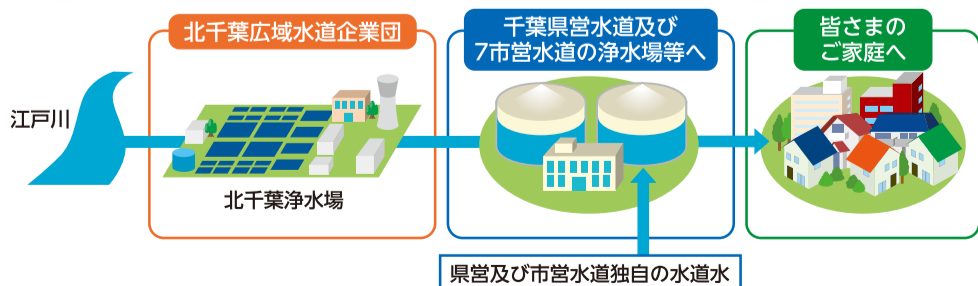 江戸川
北千葉広域水道企業団
北千葉浄水場
千葉県営水道及び
7市営水道の浄水場等へ
県営及び市営水道独自の水道水
皆さまの
ご家庭へ